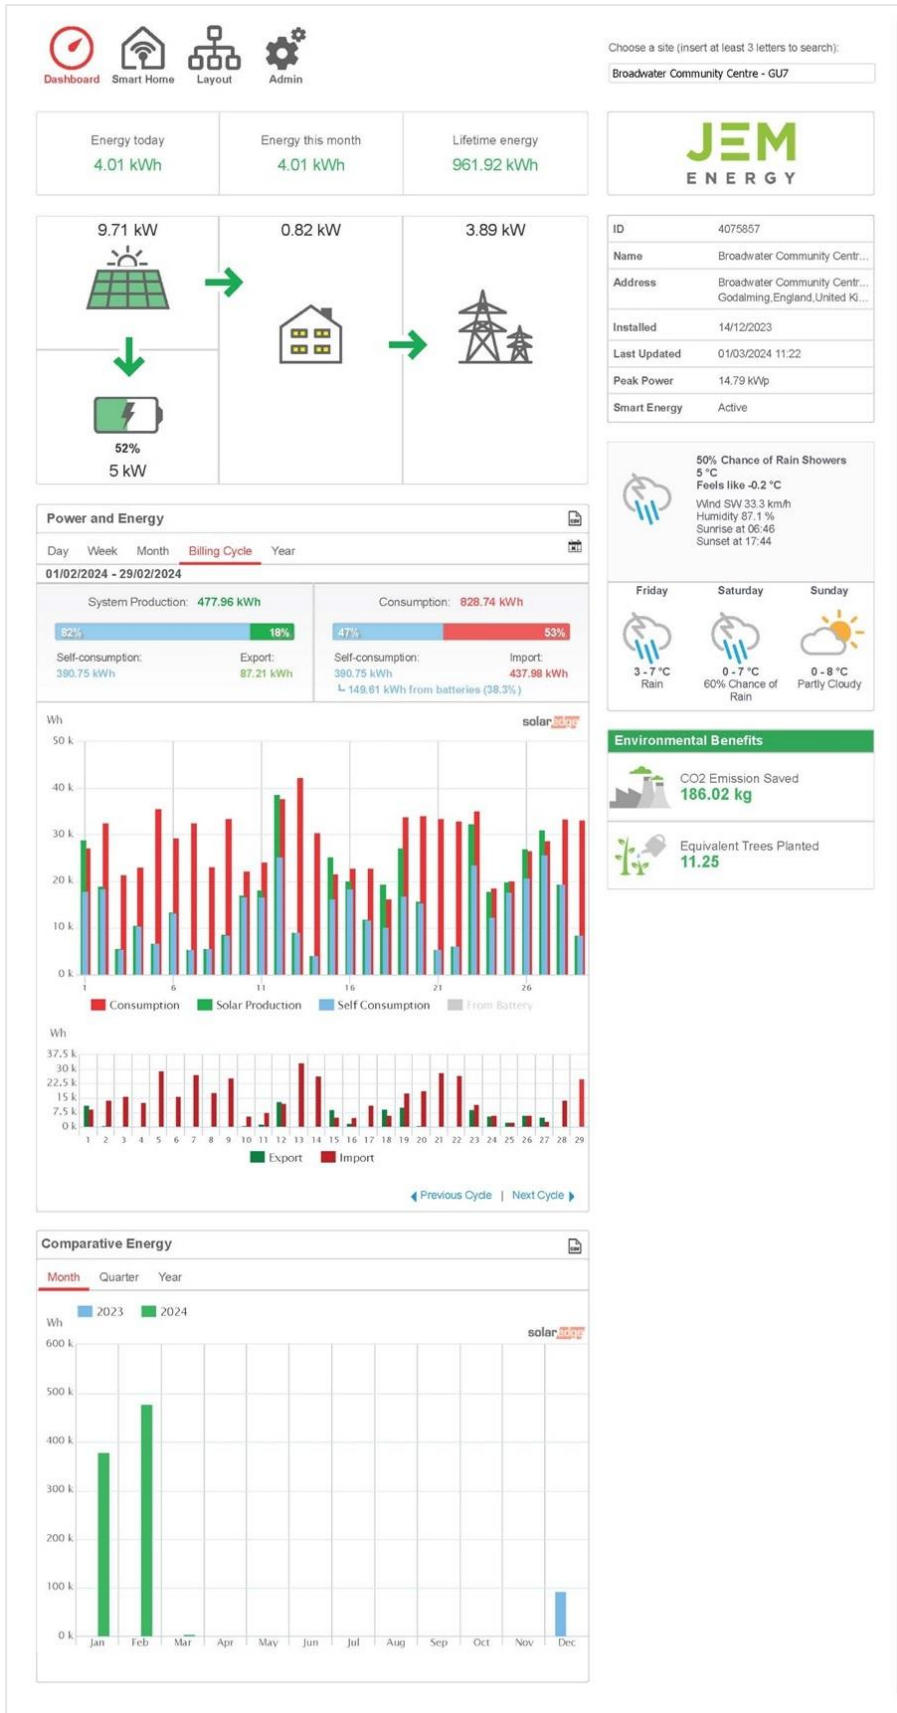 Dashboard Smart Home Layout Admin
Choose a site (insert at least 3 letters to search):
Broadwater Community Centre - GU7
Energy today Energy this month Lifetime energy
4.01 kWh 4.01 kWh 961.92 kWh
JEM
ENERGY
9.71 kW 0.82 kW 3.89 kW
52%
5 kW
ID 4075857
Name Broadwater Community Centr...
Address Broadwater Community Centr...
Godalming,England,United Ki...
Installed 14/12/2023
Last Updated 01/03/2024 11:22
Peak Power 14.79 kWp
Smart Energy Active
50% Chance of Rain Showers
5 °C
Feels like -0.2 °C
Wind SW 33.3 km/h
Humidity 87.1 %
Sunrise at 06:46
Sunset at 17:44
Friday Saturday Sunday
3 - 7 °C 0 - 7 °C 0 - 8 °C
Rain 60% Chance of Partly Cloudy
Rain
Power and Energy
Day Week Month Billing Cycle Year
01/02/2024 - 29/02/2024
System Production: 477.96 kWh Consumption: 828.74 kWh
82% 18% 47% 53%
Self-consumption: Export: Self-consumption: Import:
390.75 kWh 87.21 kWh 390.75 kWh 437.98 kWh
149.61 kWh from batteries (38.3%)
Environmental Benefits
CO2 Emission Saved
186.02 kg
Equivalent Trees Planted
11.25
Wh solaredge
50 k
40 k
30 k
20 k
10 k
0 k
1 6 11 16 21 26
Consumption Solar Production Self Consumption From Battery
Wh
37.5 k
30 k
22.5 k
15 k
7.5 k
0 k
1 2 3 4 5 6 7 8 9 10 11 12 13 14 15 16 17 18 19 20 21 22 23 24 25 26 27 28 29
Export Import
Previous Cycle | Next Cycle
Comparative Energy
Month Quarter Year
2023 2024
Wh solaredge
600 k
500 k
400 k
300 k
200 k
100 k
0 k
Jan Feb Mar Apr May Jun Jul Aug Sep Oct Nov Dec